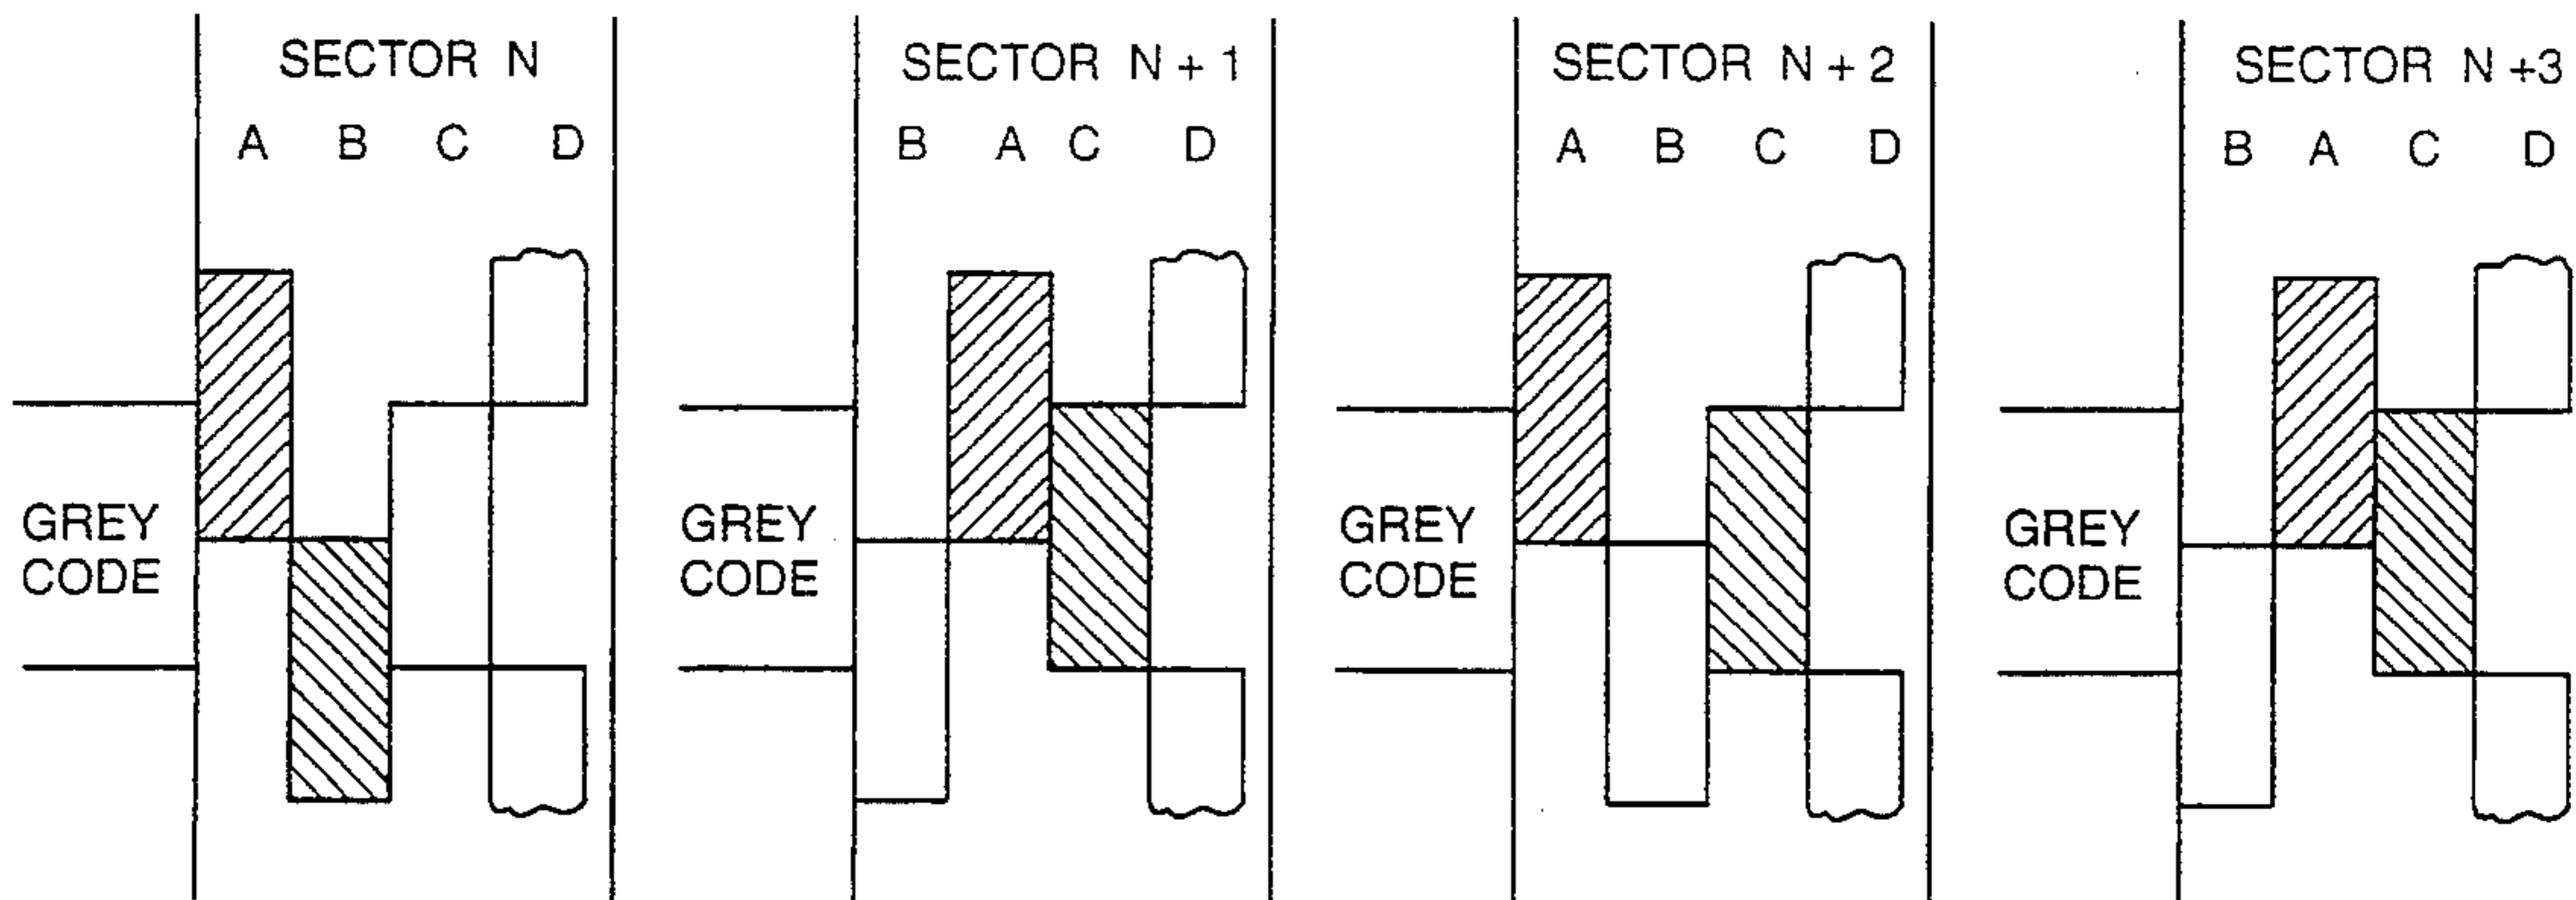 SECTOR N
A B C D
GREY
CODE
SECTOR N + 1
B A C D
GREY
CODE
SECTOR N + 2
A B C D
GREY
CODE
SECTOR N +3
B A C D
GREY
CODE